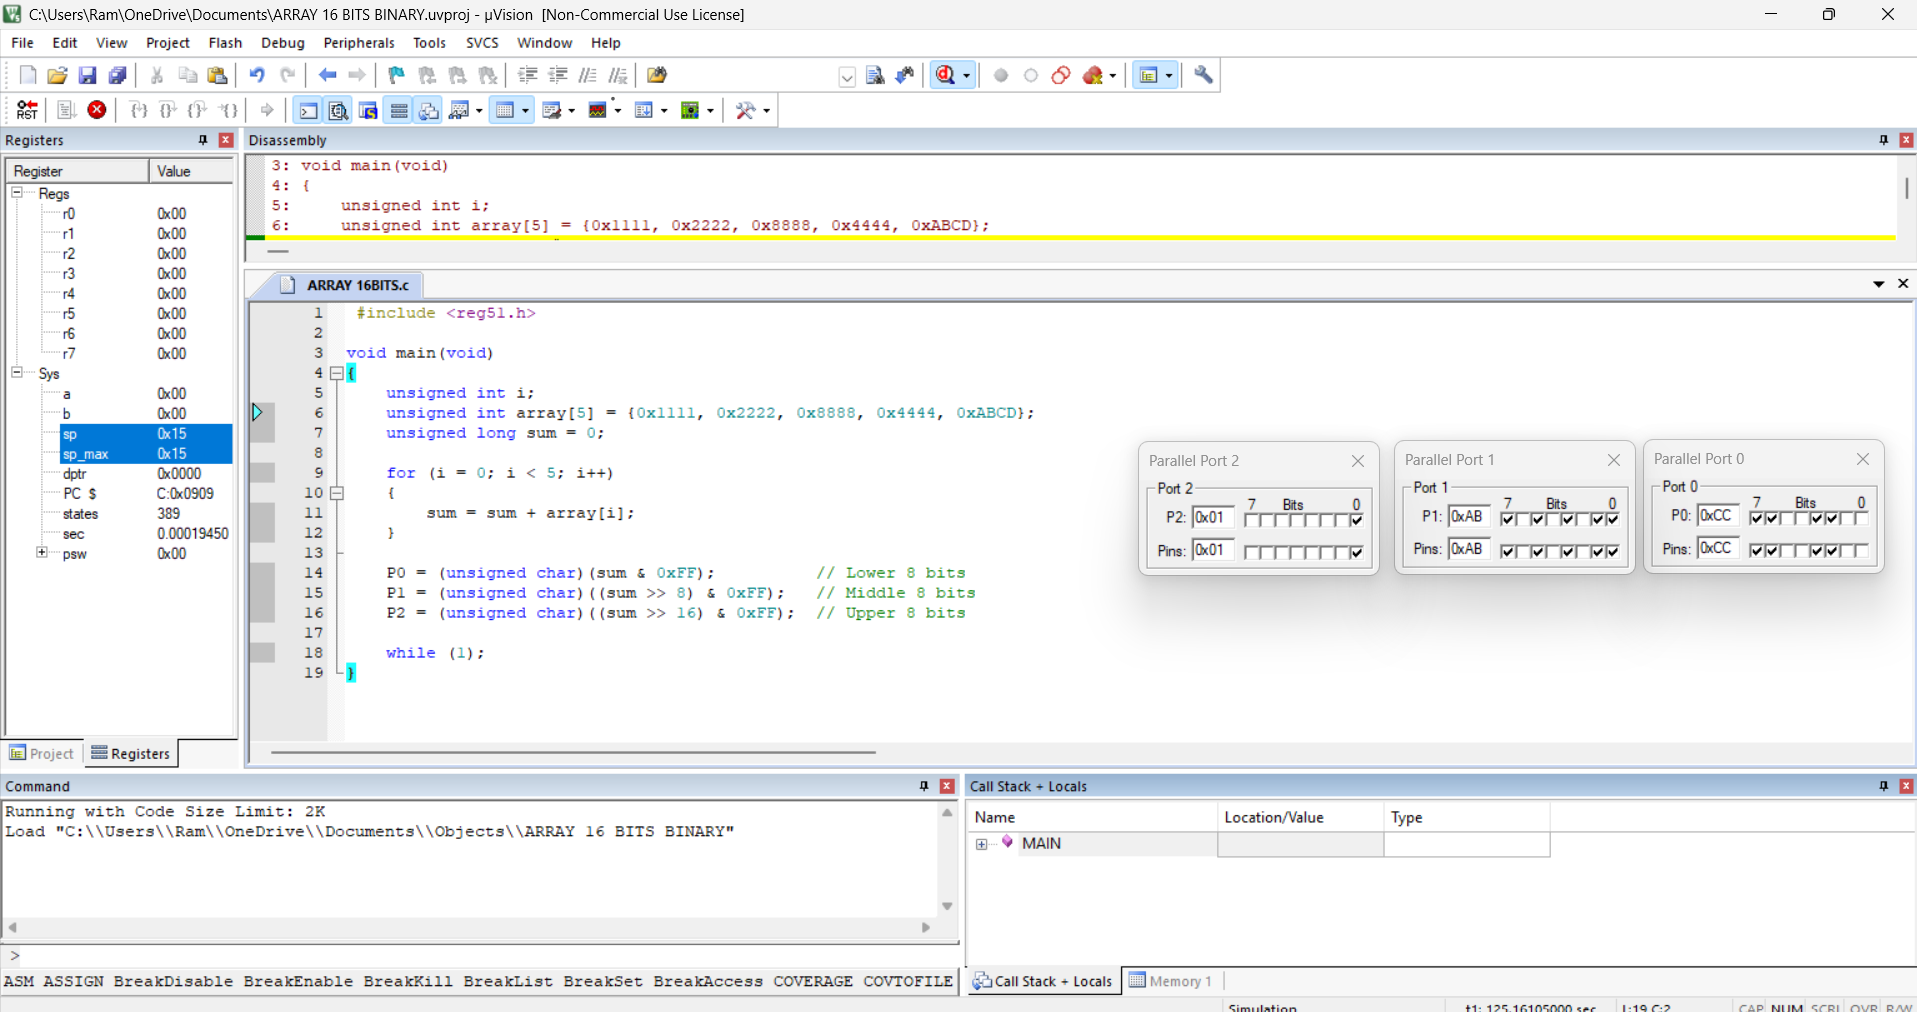 C:\Users\Ram\OneDrive\Documents\ARRAY 16 BITS BINARY.uvproj - µVision [Non-Commercial Use License]
File Edit View Project Flash Debug Peripherals Tools SVCS Window Help
RST
Registers
Register Value
Regs
r0 0x00
r1 0x00
r2 0x00
r3 0x00
r4 0x00
r5 0x00
r6 0x00
r7 0x00
Sys
a 0x00
b 0x00
sp 0x15
sp_max 0x15
dptr 0x0000
PC $ C:0x0909
states 389
sec 0.00019450
psw 0x00
Project Registers
Disassembly
3: void main(void)
4: {
5: unsigned int i;
6: unsigned int array[5] = {0x1111, 0x2222, 0x8888, 0x4444, 0xABCD};
ARRAY 16BITS.c
1 #include <reg51.h>
2
3 void main(void)
4 {
5 unsigned int i;
6 unsigned int array[5] = {0x1111, 0x2222, 0x8888, 0x4444, 0xABCD};
7 unsigned long sum = 0;
8
9 for (i = 0; i < 5; i++)
10 {
11 sum = sum + array[i];
12 }
13
14 P0 = (unsigned char)(sum & 0xFF); // Lower 8 bits
15 P1 = (unsigned char)((sum >> 8) & 0xFF); // Middle 8 bits
16 P2 = (unsigned char)((sum >> 16) & 0xFF); // Upper 8 bits
17
18 while (1);
19 }
Parallel Port 2
Port 2
7 Bits 0
P2: 0x01
Pins: 0x01
Parallel Port 1
Port 1
7 Bits 0
P1: 0xAB
Pins: 0xAB
Parallel Port 0
Port 0
7 Bits 0
P0: 0xCC
Pins: 0xCC
Command
Running with Code Size Limit: 2K
Load "C:\\Users\\Ram\\OneDrive\\Documents\\Objects\\ARRAY 16 BITS BINARY"
>
ASM ASSIGN BreakDisable BreakEnable BreakKill BreakList BreakSet BreakAccess COVERAGE COVTOFILE
Call Stack + Locals
Name Location/Value Type
MAIN
Call Stack + Locals Memory 1
Simulation t1: 125.16105000 sec L:19 C:2 CAP NUM SCRL OVR R/W